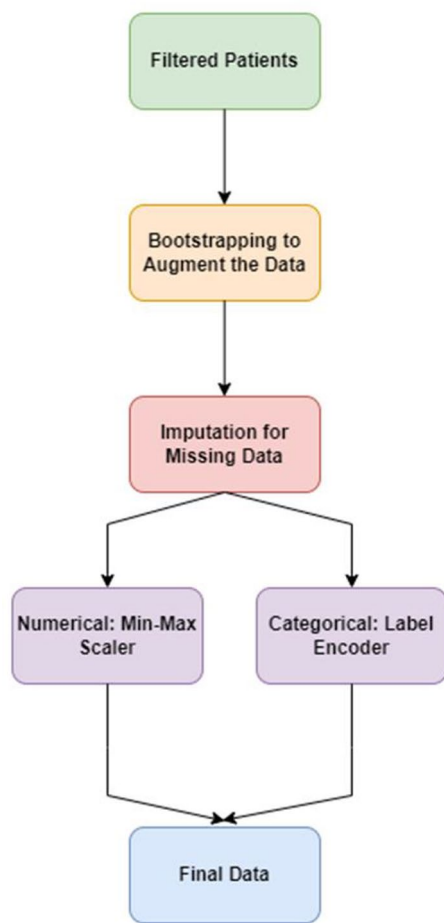 Filtered Patients
Bootstrapping to
Augment the Data
Imputation for
Missing Data
Numerical: Min-Max
Scaler
Categorical: Label
Encoder
Final Data